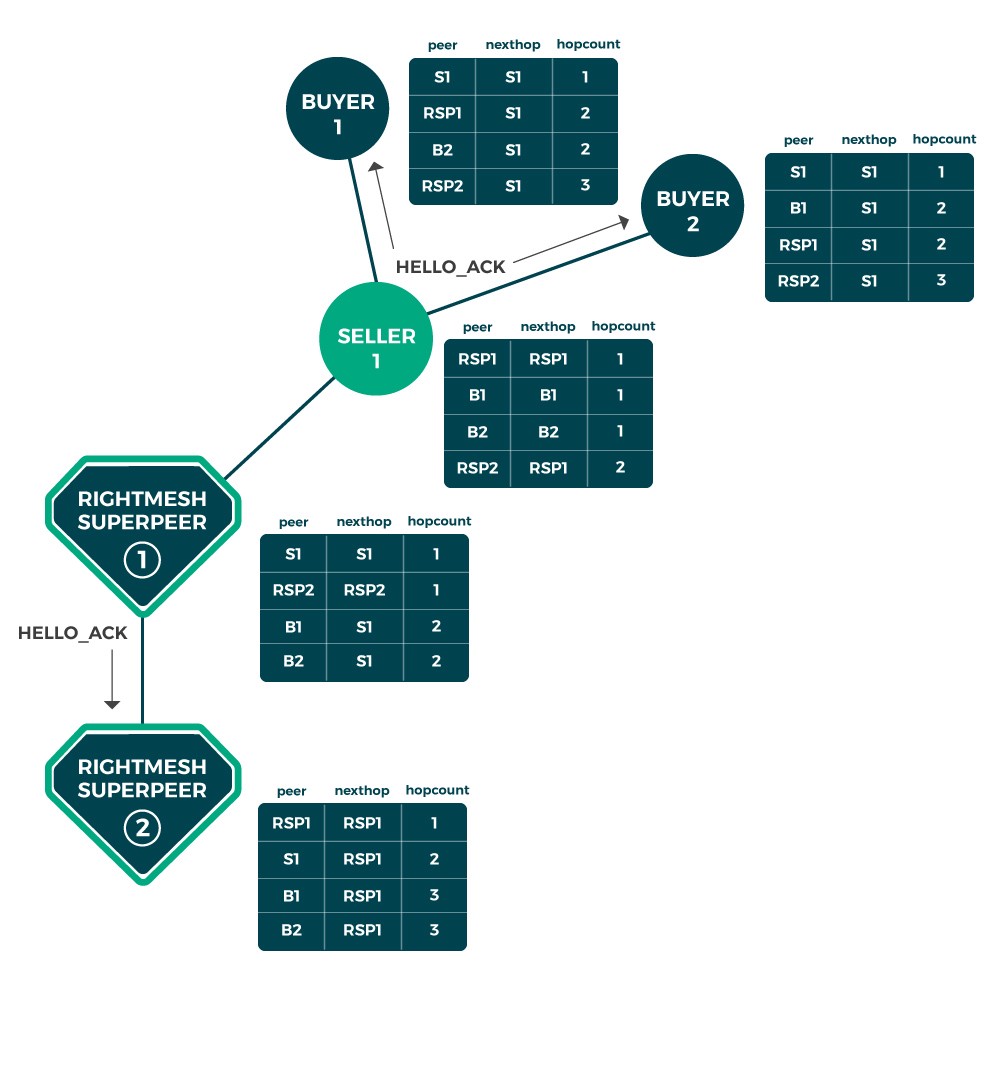 peer nexthop hopcount
BUYER
1
S1 S1 1
RSP1 S1 2
B2 S1 2
RSP2 S1 3
peer nexthop hopcount
BUYER
2
S1 S1 1
B1 S1 2
RSP1 S1 2
RSP2 S1 3
HELLO_ACK
SELLER
1
peer nexthop hopcount
RSP1 RSP1 1
B1 B1 1
B2 B2 1
RSP2 RSP1 2
RIGHTMESH
SUPERPEER
1
peer nexthop hopcount
S1 S1 1
RSP2 RSP2 1
B1 S1 2
B2 S1 2
HELLO_ACK
RIGHTMESH
SUPERPEER
2
peer nexthop hopcount
RSP1 RSP1 1
S1 RSP1 2
B1 RSP1 3
B2 RSP1 3